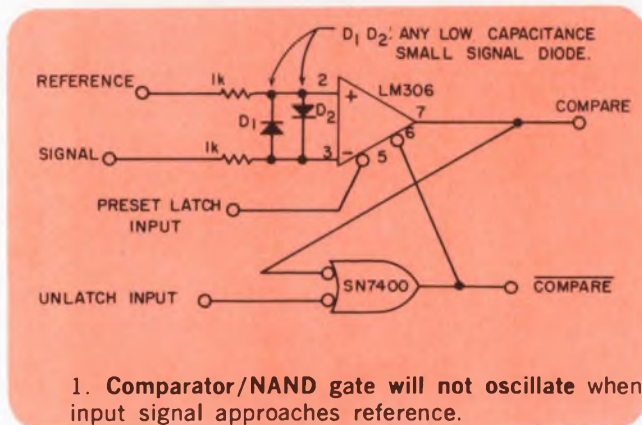 D1 D2: ANY LOW CAPACITANCE
SMALL SIGNAL DIODE.
REFERENCE
1k
2
LM306
+
7
COMPARE
D1
D2
6
SIGNAL
1k
3
-
5
PRESET LATCH
INPUT
SN7400
UNLATCH INPUT
COMPARE
1. Comparator/NAND gate will not oscillate when
input signal approaches reference.